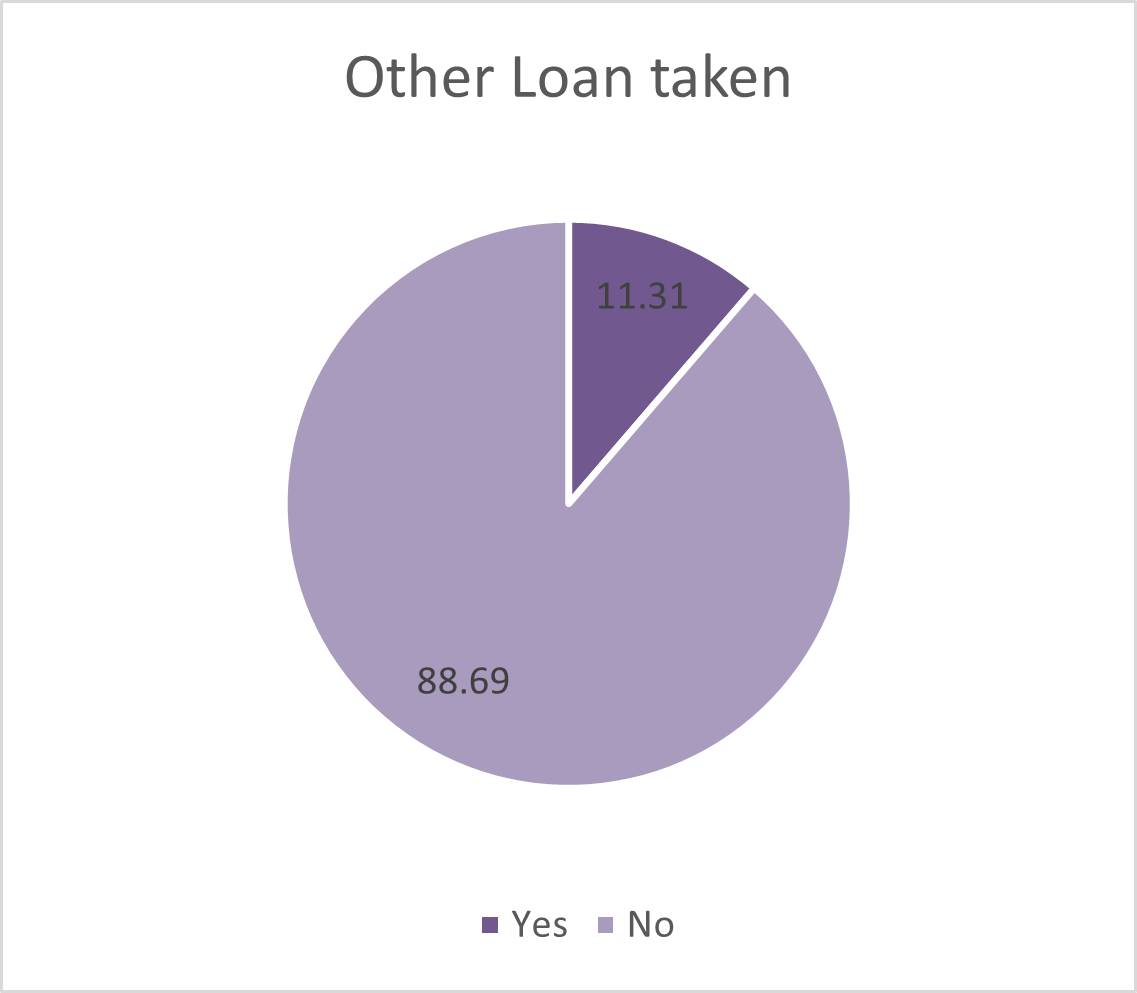 Other Loan taken
11.31
88.69
Yes No